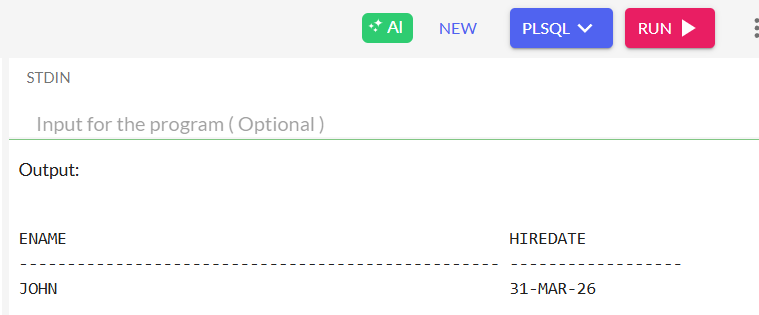 AI NEW PLSQL RUN
STDIN
Input for the program ( Optional )
Output:
ENAME HIREDATE
-------------------------------------------------- ------------------
JOHN 31-MAR-26